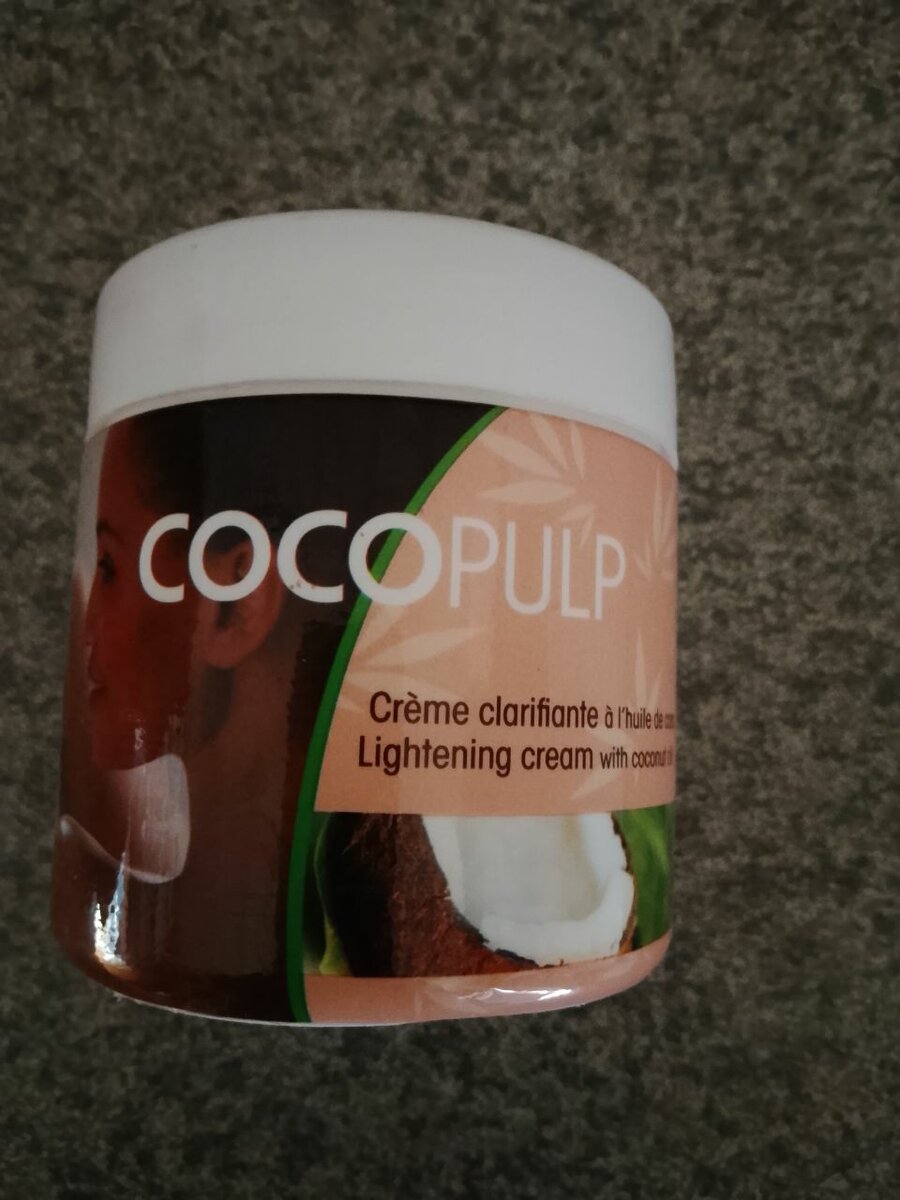 COCOPULP
Crème clarifiante à l'huile de
Lightening cream with coconut